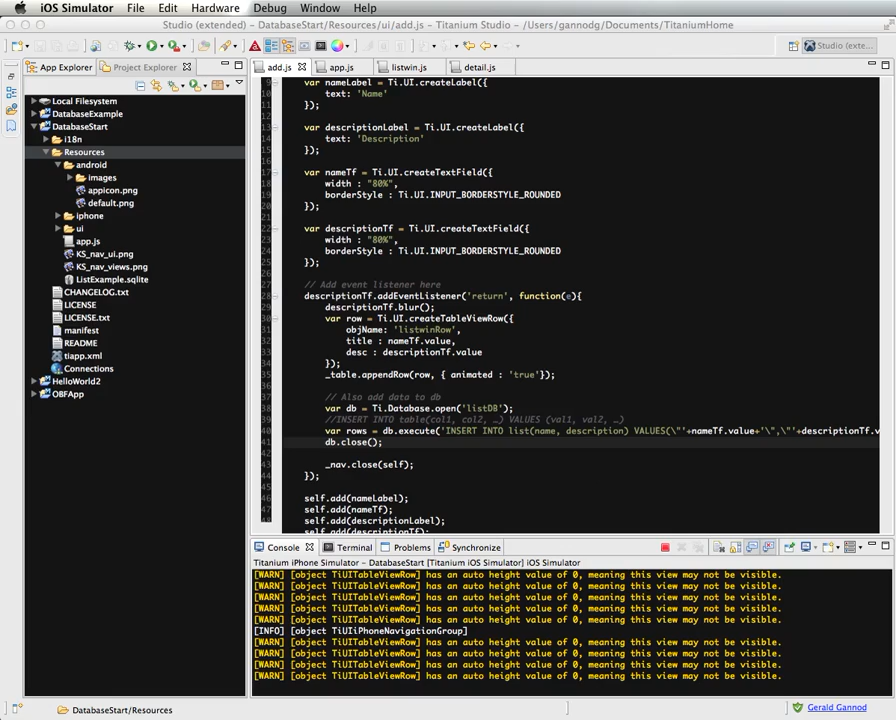 iOS Simulator File Edit Hardware Debug Window Help
Studio (extended) - DatabaseStart/Resources/ui/add.js - Titanium Studio - /Users/gannodg/Documents/TitaniumHome
Studio (exte...
App Explorer Project Explorer
add.js app.js listwin.js detail.js
Local Filesystem
DatabaseExample
DatabaseStart
i18n
Resources
android
images
appicon.png
default.png
iphone
ui
app.js
KS_nav_ui.png
KS_nav_views.png
ListExample.sqlite
CHANGELOG.txt
LICENSE
LICENSE.txt
manifest
README
tiapp.xml
Connections
HelloWorld2
OBFApp
9 var nameLabel = Ti.UI.createLabel({
10 text: 'Name'
11 });
12
13 var descriptionLabel = Ti.UI.createLabel({
14 text: 'Description'
15 });
16
17 var nameTf = Ti.UI.createTextField({
18 width : "80%",
19 borderStyle : Ti.UI.INPUT_BORDERSTYLE_ROUNDED
20 });
21
22 var descriptionTf = Ti.UI.createTextField({
23 width : "80%",
24 borderStyle : Ti.UI.INPUT_BORDERSTYLE_ROUNDED
25 });
26
27 // Add event listener here
28 descriptionTf.addEventListener('return', function(e){
29 descriptionTf.blur();
30 var row = Ti.UI.createTableViewRow({
31 objName: 'listwinRow',
32 title : nameTf.value,
33 desc : descriptionTf.value
34 });
35 _table.appendRow(row, { animated : 'true'});
36
37 // Also add data to db
38 var db = Ti.Database.open('listDB');
39 //INSERT INTO table(col1, col2, …) VALUES (val1, val2, …)
40 var rows = db.execute('INSERT INTO list(name, description) VALUES(\"'+nameTf.value+'\",\"'+descriptionTf.v
41 db.close();
42
43 _nav.close(self);
44 });
45
46 self.add(nameLabel);
47 self.add(nameTf);
48 self.add(descriptionLabel);
self.add(descriptionTf);
Console Terminal Problems Synchronize
Titanium iPhone Simulator - DatabaseStart [Titanium iOS Simulator] iOS Simulator
[WARN] [object TiUITableViewRow] has an auto height value of 0, meaning this view may not be visible.
[WARN] [object TiUITableViewRow] has an auto height value of 0, meaning this view may not be visible.
[WARN] [object TiUITableViewRow] has an auto height value of 0, meaning this view may not be visible.
[WARN] [object TiUITableViewRow] has an auto height value of 0, meaning this view may not be visible.
[WARN] [object TiUITableViewRow] has an auto height value of 0, meaning this view may not be visible.
[INFO] [object TiUIiPhoneNavigationGroup]
[WARN] [object TiUITableViewRow] has an auto height value of 0, meaning this view may not be visible.
[WARN] [object TiUITableViewRow] has an auto height value of 0, meaning this view may not be visible.
[WARN] [object TiUITableViewRow] has an auto height value of 0, meaning this view may not be visible.
[WARN] [object TiUITableViewRow] has an auto height value of 0, meaning this view may not be visible.
DatabaseStart/Resources
Gerald Gannod